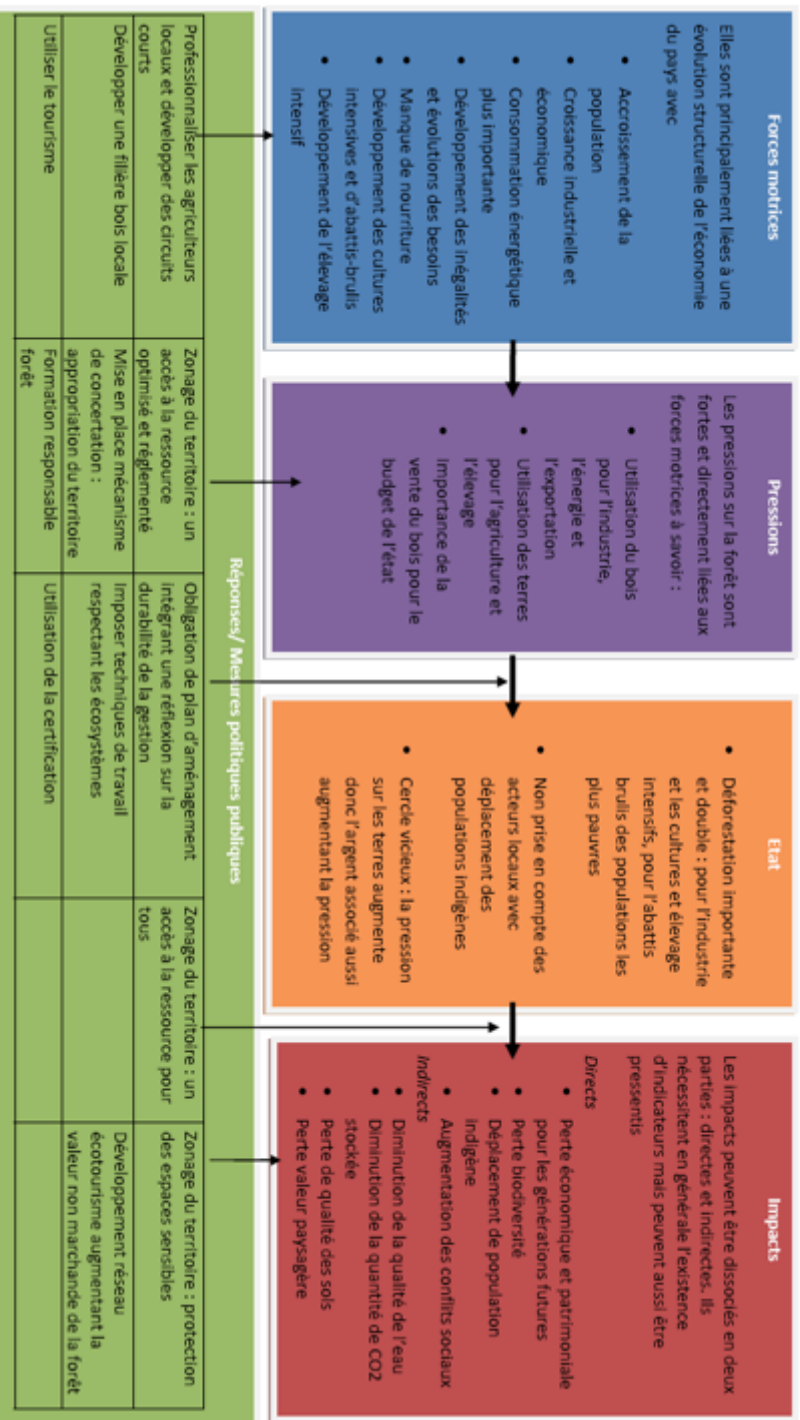 Forces motrices
Elles sont principalement liées à une
évolution structurelle de l'économie
du pays avec
• Accroissement de la
population
• Croissance industrielle et
économique
• Consommation énergétique
plus importante
• Développement des inégalités
et évolutions des besoins
• Manque de nourriture
• Développement des cultures
intensives et d'abattis-brulis
• Développement de l'élevage
intensif
Pressions
Les pressions sur la forêt sont
fortes et directement liées aux
forces motrices à savoir :
• Utilisation du bois
pour l'industrie,
l'énergie et
l'exportation
• Utilisation des terres
pour l'agriculture et
l'élevage
• Importance de la
vente du bois pour le
budget de l'état
Etat
• Déforestation importante
et double : pour l'industrie
et les cultures et élevage
intensifs, pour l'abattis
brulis des populations les
plus pauvres
• Non prise en compte des
acteurs locaux avec
déplacement des
populations indigènes
• Cercle vicieux : la pression
sur les terres augmente
donc l'argent associé aussi
augmentant la pression
Impacts
Les impacts peuvent être dissociés en deux
parties : directes et indirectes. Ils
nécessitent en générale l'existence
d'indicateurs mais peuvent aussi être
pressentis
Directs
• Perte économique et patrimoniale
pour les générations futures
• Perte biodiversité
• Déplacement de population
indigène
• Augmentation des conflits sociaux
Indirects
• Diminution de la qualité de l'eau
• Diminution de la quantité de CO2
stockée
• Perte de qualité des sols
• Perte valeur paysagère
Réponses/ Mesures politiques publiques
Professionnaliser les agriculteurs
locaux et développer des circuits
courts
Zonage du territoire : un
accès à la ressource
optimisé et réglementé
Obligation de plan d'aménagement
intégrant une réflexion sur la
durabilité de la gestion
Zonage du territoire : un
accès à la ressource pour
tous
Zonage du territoire : protection
des espaces sensibles
Développer une filière bois locale
Mise en place mécanisme
de concertation :
appropriation du territoire
Imposer techniques de travail
respectant les écosystèmes
Développement réseau
écotourisme augmentant la
valeur non marchande de la forêt
Utiliser le tourisme
Formation responsable
forêt
Utilisation de la certification